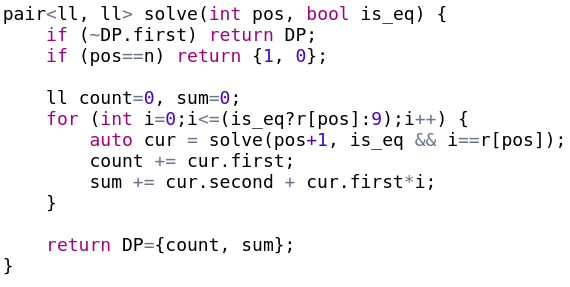 pair<ll, ll> solve(int pos, bool is_eq) {
    if (~DP.first) return DP;
    if (pos==n) return {1, 0};

    ll count=0, sum=0;
    for (int i=0;i<=(is_eq?r[pos]:9);i++) {
        auto cur = solve(pos+1, is_eq && i==r[pos]);
        count += cur.first;
        sum += cur.second + cur.first*i;
    }

    return DP={count, sum};
}